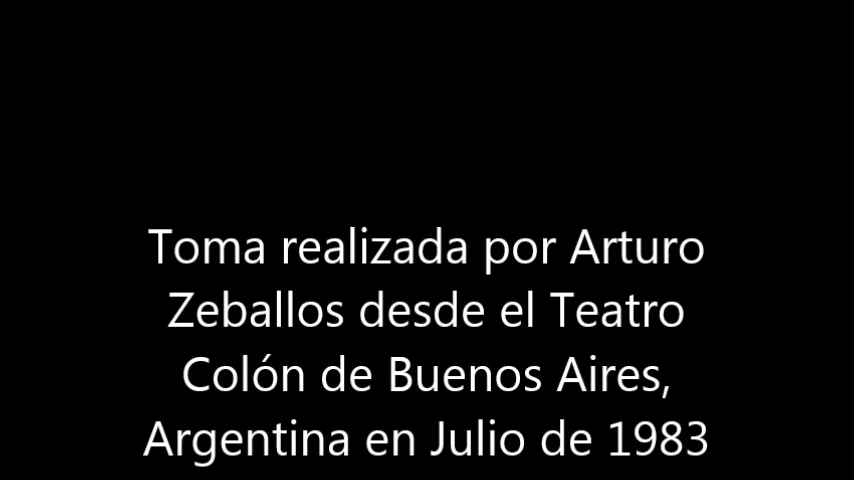 Toma realizada por Arturo
Zeballos desde el Teatro
Colón de Buenos Aires,
Argentina en Julio de 1983